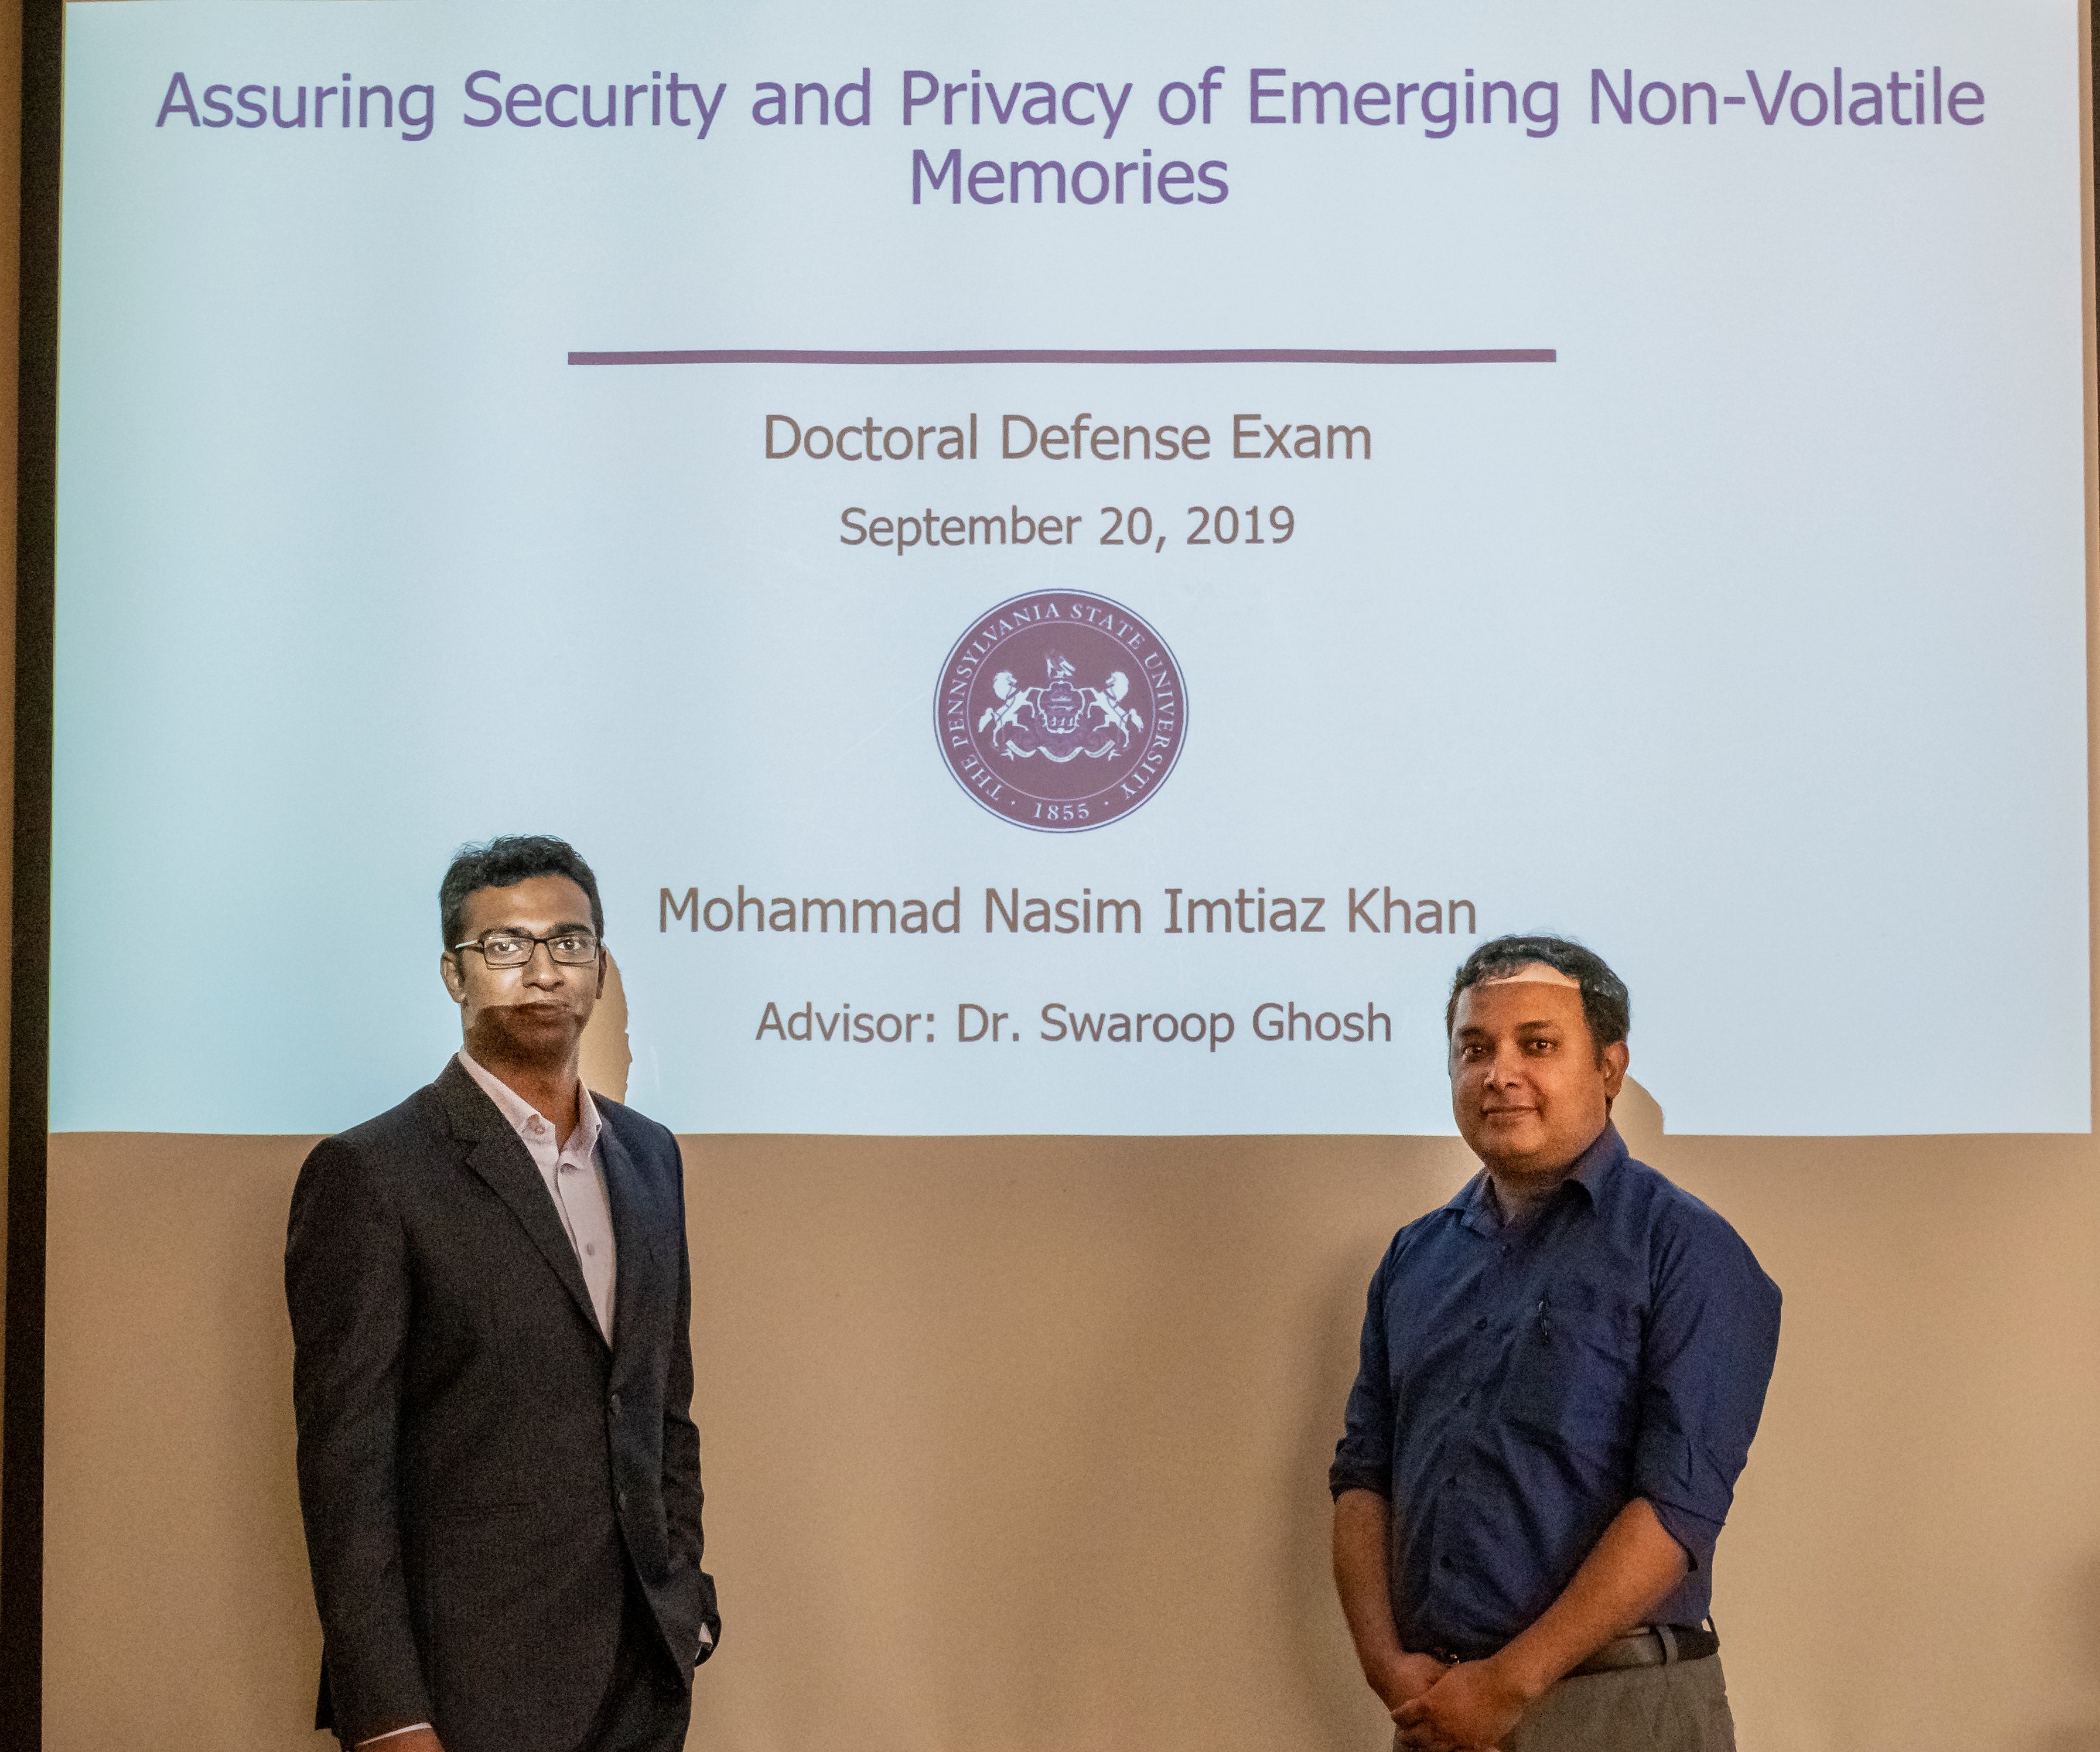 Assuring Security and Privacy of Emerging Non-Volatile
Memories
Doctoral Defense Exam
September 20, 2019
THE PENNSYLVANIA STATE UNIVERSITY
· 1855 ·
Mohammad Nasim Imtiaz Khan
Advisor: Dr. Swaroop Ghosh